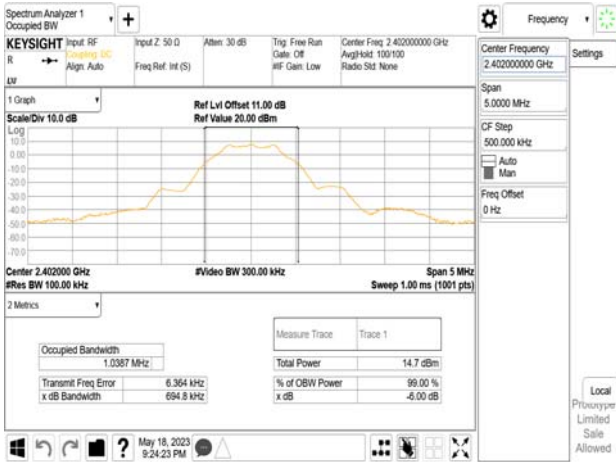 Spectrum Analyzer 1
Occupied BW
Frequency
KEYSIGHT
Input: RF
Coupling: DC
Align: Auto
Input Z: 50 Ω
Freq Ref: Int (S)
Atten: 30 dB
Trig: Free Run
Gate: Off
#IF Gain: Low
Center Freq: 2.402000000 GHz
Avg|Hold: 100/100
Radio Std: None
R
LXI
Center Frequency
2.402000000 GHz
Settings
Span
5.0000 MHz
CF Step
500.000 kHz
Auto
Man
Freq Offset
0 Hz
1 Graph
Scale/Div 10.0 dB
Ref Lvl Offset 11.00 dB
Ref Value 20.00 dBm
Log
10.0
0.00
-10.0
-20.0
-30.0
-40.0
-50.0
-60.0
-70.0
Center 2.402000 GHz
#Res BW 100.00 kHz
#Video BW 300.00 kHz
Span 5 MHz
Sweep 1.00 ms (1001 pts)
2 Metrics
Measure Trace
Trace 1
Occupied Bandwidth
1.0387 MHz
Total Power
14.7 dBm
Transmit Freq Error
6.364 kHz
% of OBW Power
99.00 %
x dB Bandwidth
694.8 kHz
x dB
-6.00 dB
Local
Prototype
Limited
Sale
Allowed
May 18, 2023
9:24:23 PM